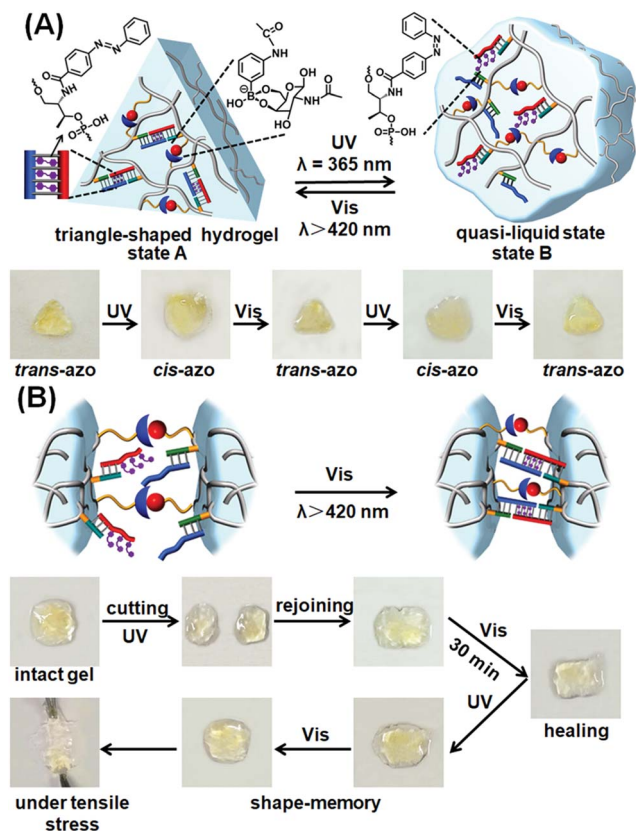 (A)
UV
λ = 365 nm
Vis
λ>420 nm
triangle-shaped hydrogel
state A
quasi-liquid state
state B
UV
Vis
UV
Vis
trans-azo
cis-azo
trans-azo
cis-azo
trans-azo
(B)
Vis
λ>420 nm
cutting
UV
rejoining
Vis
30 min
intact gel
UV
healing
Vis
under tensile
stress
shape-memory